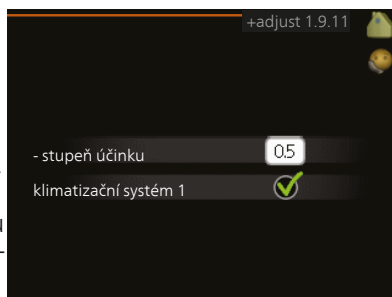 +adjust 1.9.11
- stupeň účinku 0.5
klimatizační systém 1